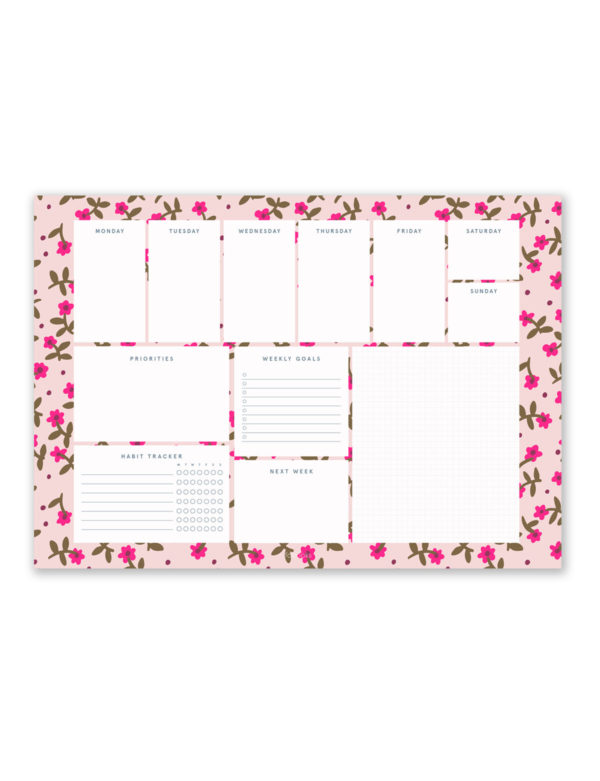 MONDAY
TUESDAY
WEDNESDAY
THURSDAY
FRIDAY
SATURDAY
SUNDAY
PRIORITIES
WEEKLY GOALS
HABIT TRACKER
M T W T F S S
NEXT WEEK